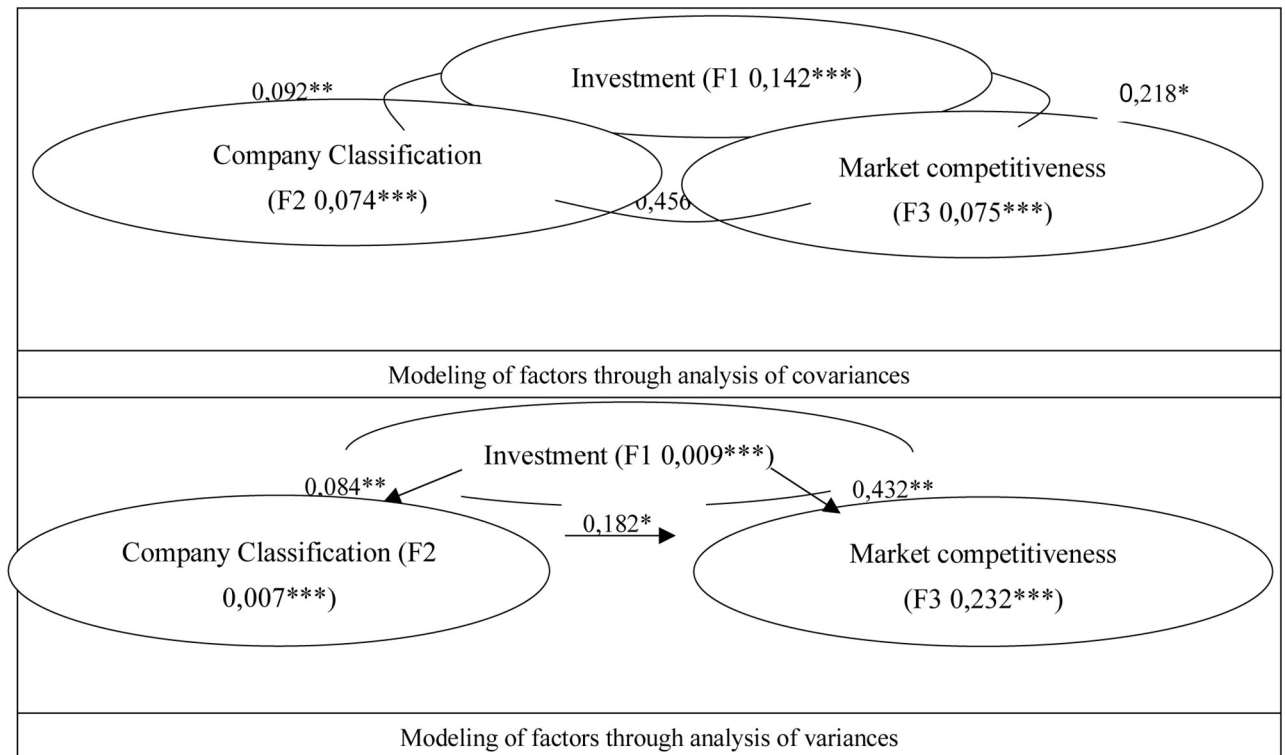 Investment (F1 0,142***)
0,092**
0,218*
Company Classification
(F2 0,074***)
Market competitiveness
(F3 0,075***)
0,456
Modeling of factors through analysis of covariances
Investment (F1 0,009***)
0,084**
0,432**
0,182*
Company Classification (F2
0,007***)
Market competitiveness
(F3 0,232***)
Modeling of factors through analysis of variances